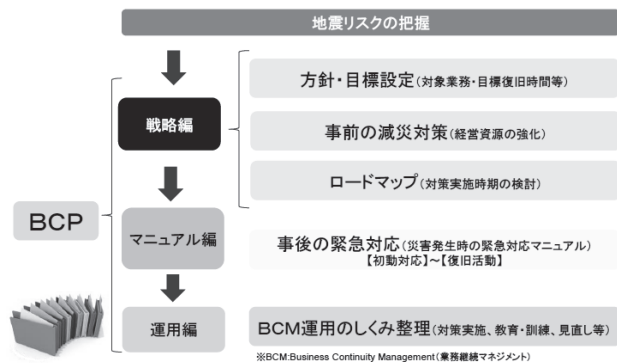 地震リスクの把握
方針・目標設定(対象業務・目標復旧時間等)
戦略編
事前の減災対策(経営資源の強化)
ロードマップ(対策実施時期の検討)
BCP
マニュアル編
事後の緊急対応(災害発生時の緊急対応マニュアル)
【初動対応】~【復旧活動】
運用編
BCM運用のしくみ整理(対策実施、教育・訓練、見直し等)
※BCM:Business Continuity Management(業務継続マネジメント)